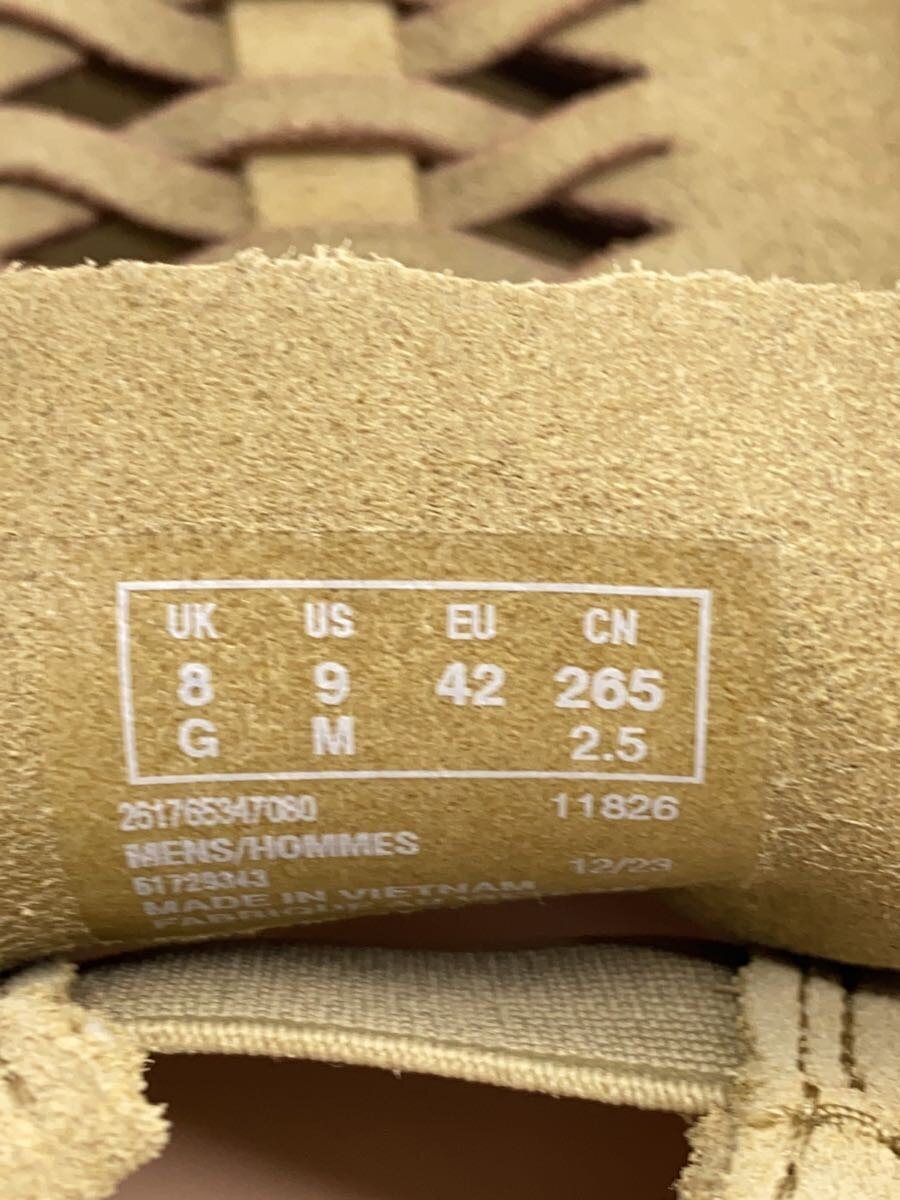 UK US EU CN
8 9 42 265
G M 2.5
261765347080 11826
MENS/HOMMES
61729343 12/23
MADE IN VIETNAM